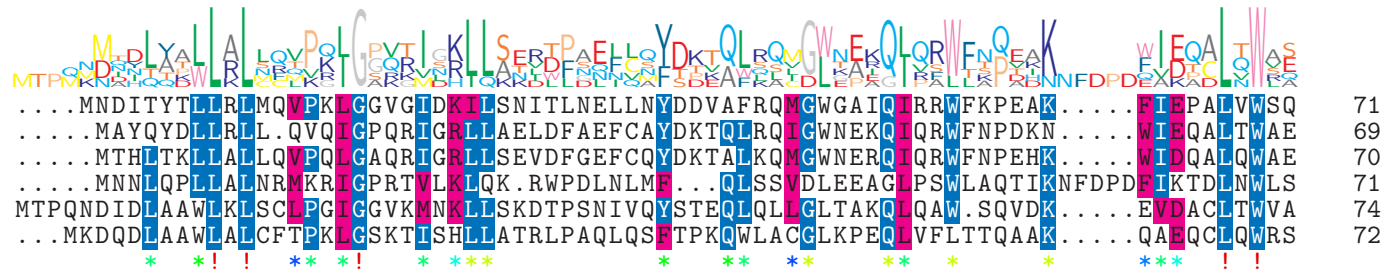 ....MNDITYTLLRLMQVPKLGGVGIDKILSNITLNELLNYDDVAFRQMGWGAIQIRRWFKPEAK.....FIEPALVWSQ 71
.....MAYQYDLLRLL.QVQIGPQRIGRLLAELDFAEFCAYDKTQLRQIGWNEKQIQRWFNPDKN.....WIEQALTWAE 69
.....MTHLTKLLALLQVPQLGAQRIGRLLSEVDFGEFCQYDKTALKQMGWNERQIQRWFNPEHK.....WIDQALQWAE 70
.....MNNLQPLLALNRMKRIGPRTVLKLQK.RWPDLNLMF...QLSSVDLEEAGLPSWLAQTIKNFDPDFIKTDLNWLS 71
MTPQNDIDLAAWLKLSCLPGIGGVKMNKLLSKDTPSNIVQYSTEQLQLLGLTAKQLQAW.SQVDK.....EVDACLTWVA 74
...MKDQDLAAWLALCFTPKLGSKTISHLLATRLPAQLQSFTPKQWLACGLKPEQLVFLTTQAAK.....QAEQCLQWRS 72